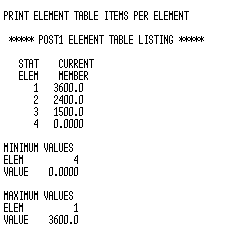 PRINT ELEMENT TABLE ITEMS PER ELEMENT
***** POST1 ELEMENT TABLE LISTING *****
STAT CURRENT
ELEM MEMBER
1 3600.0
2 2400.0
3 1500.0
4 0.0000
MINIMUM VALUES
ELEM 4
VALUE 0.0000
MAXIMUM VALUES
ELEM 1
VALUE 3600.0